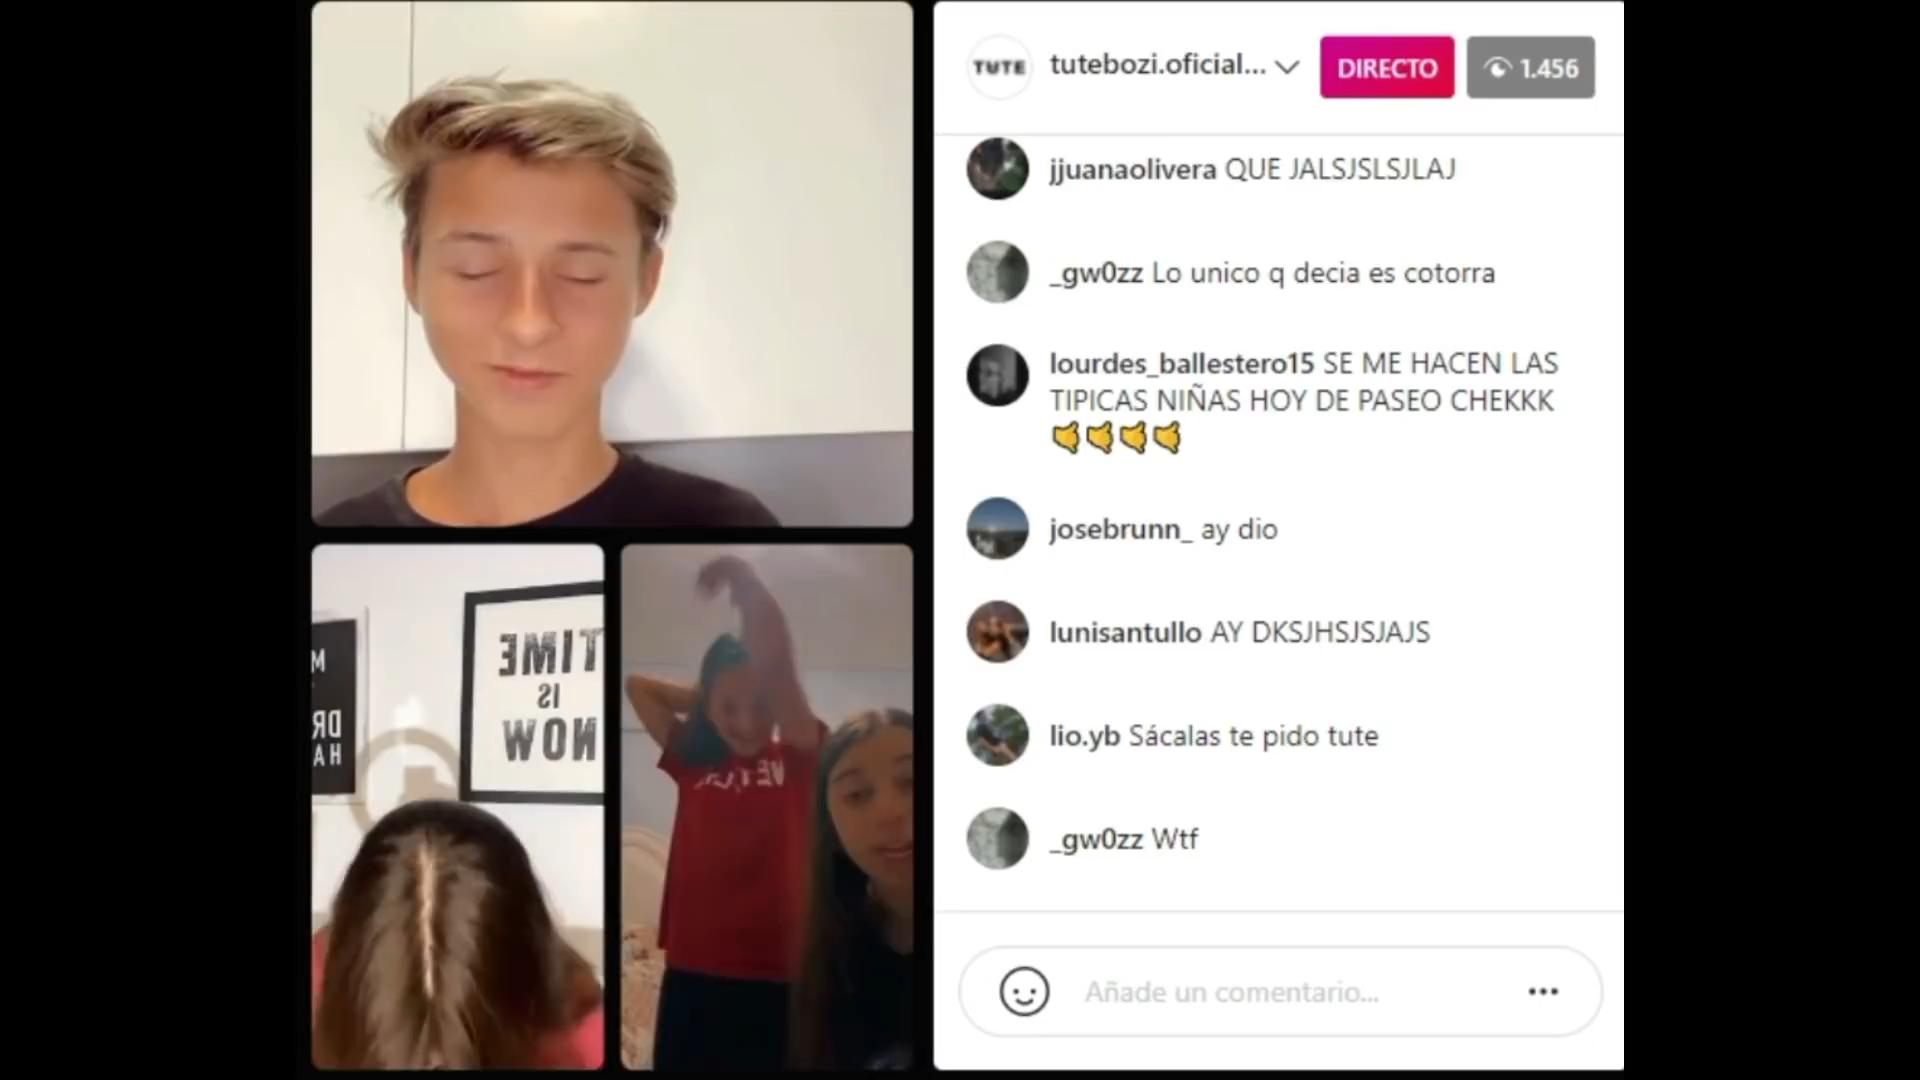 TUTE
tutebozi.oficial...
DIRECTO
1.456
jjuanaolivera QUE JALSJSLSJLAJ
_gw0zz Lo unico q decia es cotorra
lourdes_ballestero15 SE ME HACEN LAS
TIPICAS NIÑAS HOY DE PASEO CHEKKK
🤙🤙🤙🤙
josebrunn_ ay dio
lunisantullo AY DKSJHSJSJAJS
lio.yb Sácalas te pido tute
_gw0zz Wtf
Añade un comentario...
TIME
IS
NOW
M
DR
HA